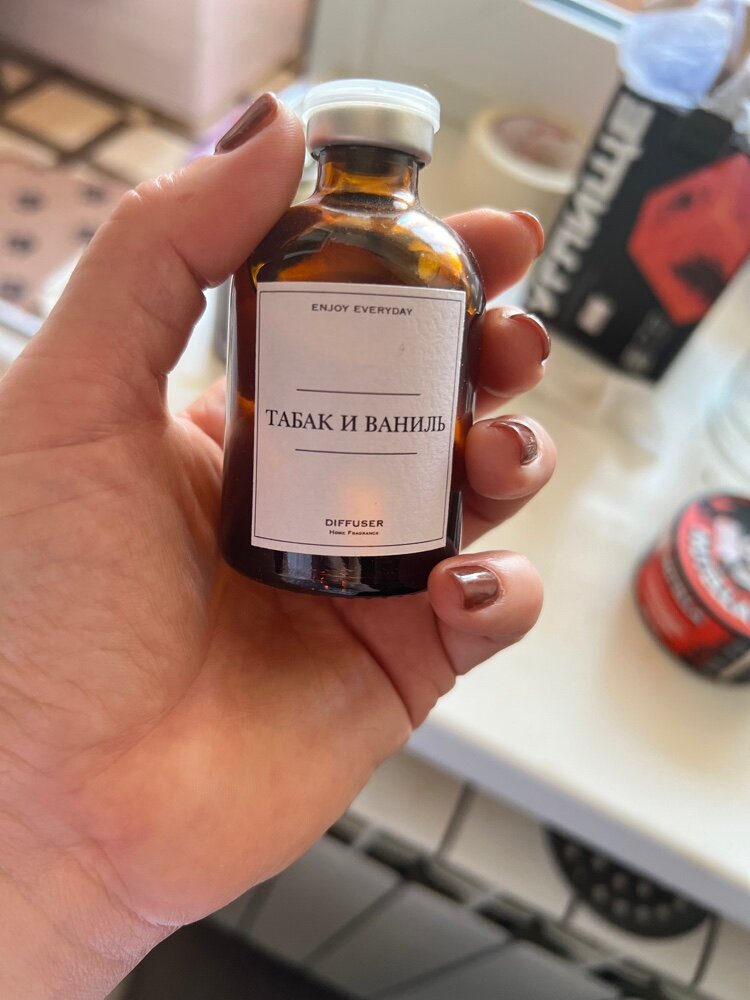 ENJOY EVERYDAY
ТАБАК И ВАНИЛЬ
DIFFUSER
HOME FRAGRANCE